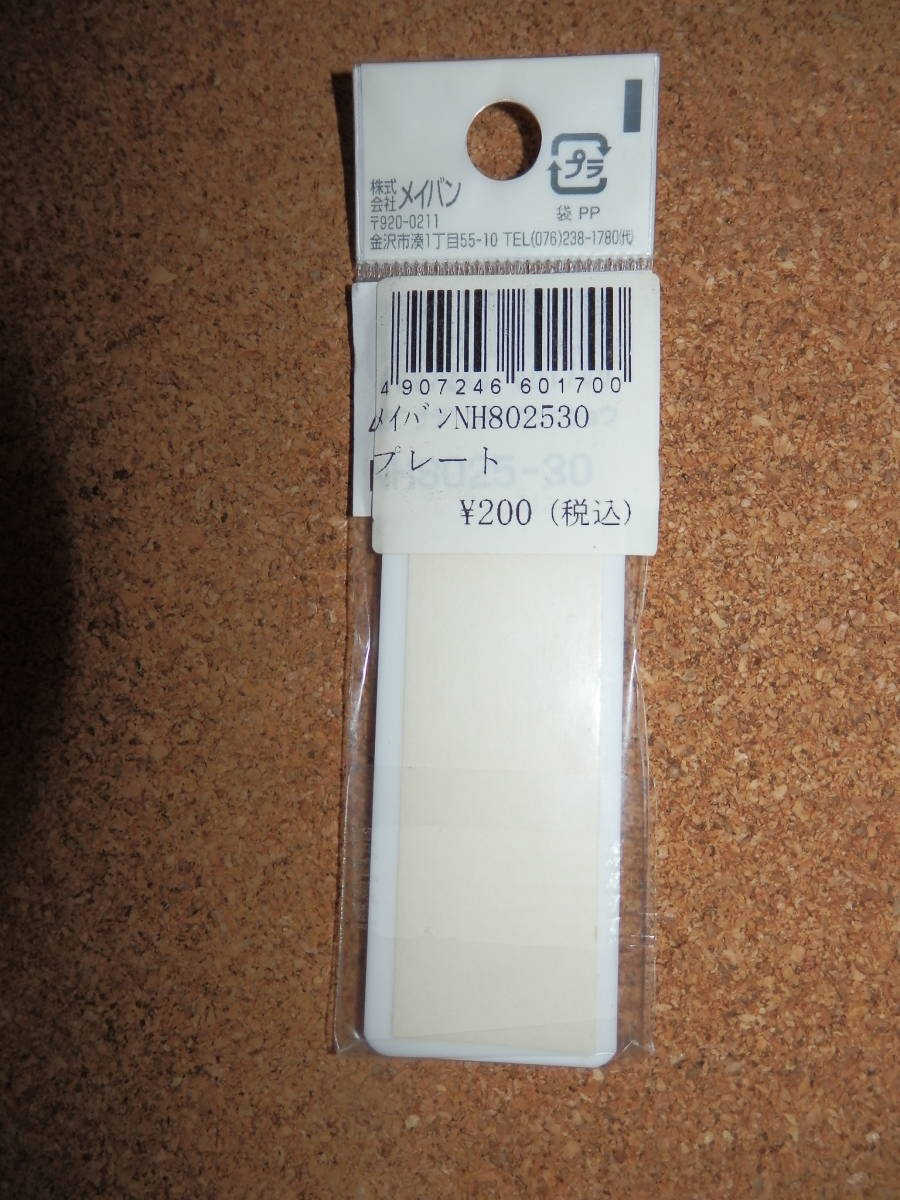 プラ
株式会社メイバン
袋 PP
〒920-0211
金沢市湊1丁目55-10 TEL(076)238-1780(代)
4 907246 601700
ﾒｲﾊﾞﾝNH802530
プレート
NH8025-30
¥200 (税込)